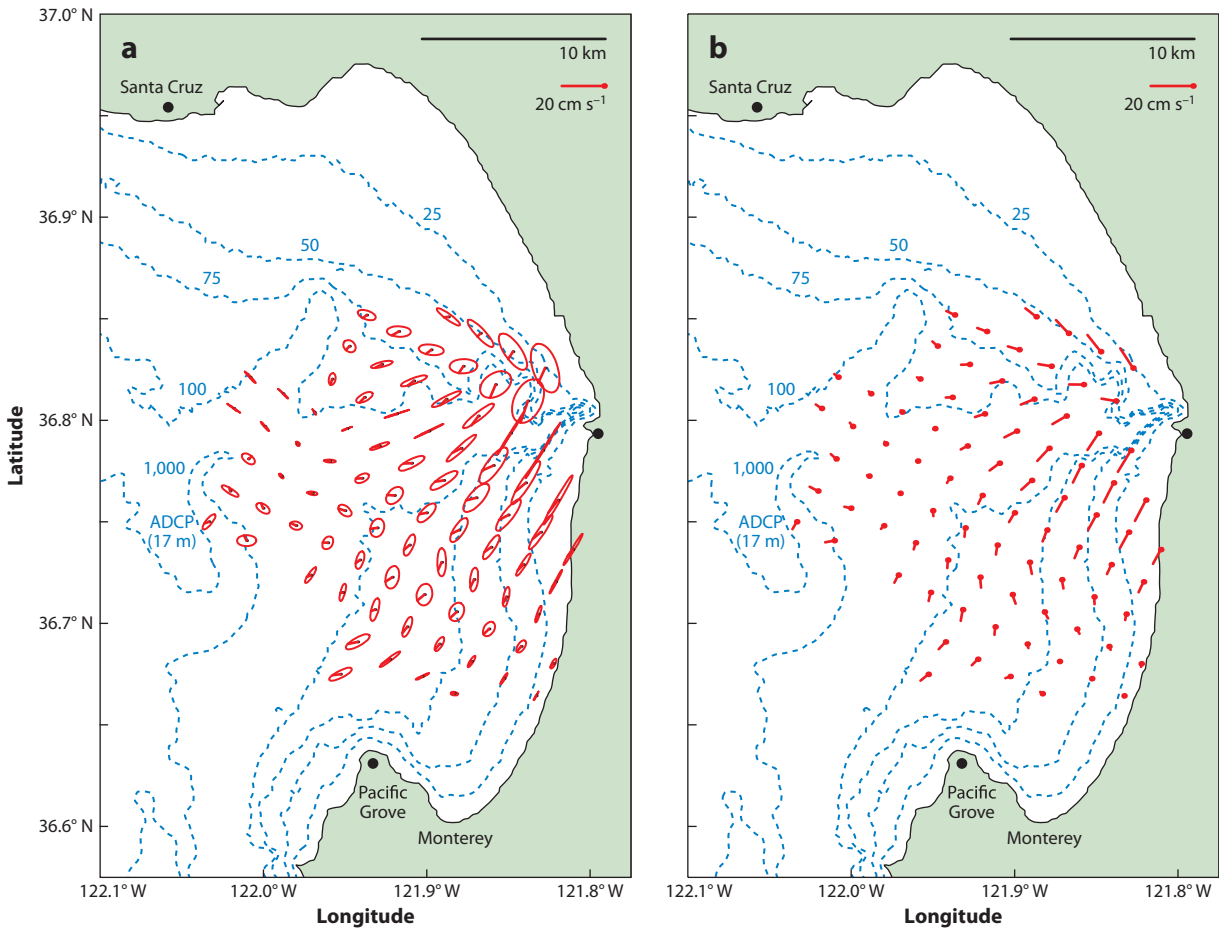 37.0° N
36.9° N
36.8° N
36.7° N
36.6° N
Latitude
a
10 km
20 cm s⁻¹
Santa Cruz
25
50
75
100
1,000
ADCP
(17 m)
Pacific
Grove
Monterey
122.1° W
122.0° W
121.9° W
121.8° W
Longitude
b
10 km
20 cm s⁻¹
Santa Cruz
25
50
75
100
1,000
ADCP
(17 m)
Pacific
Grove
Monterey
122.1° W
122.0° W
121.9° W
121.8° W
Longitude